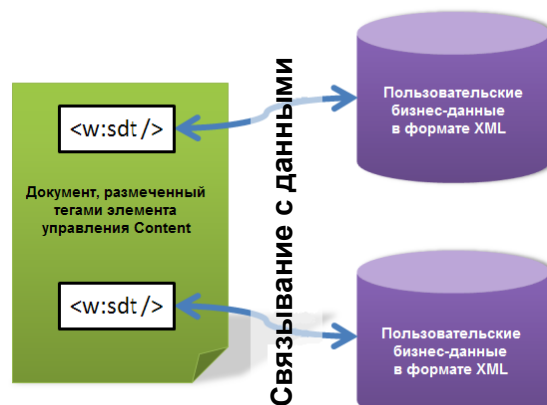 <w:sdt/>
Документ, размеченный
тегами элемента
управления Content
<w:sdt/>
Связывание с данными
Пользовательские
бизнес-данные
в формате XML
Пользовательские
бизнес-данные
в формате XML